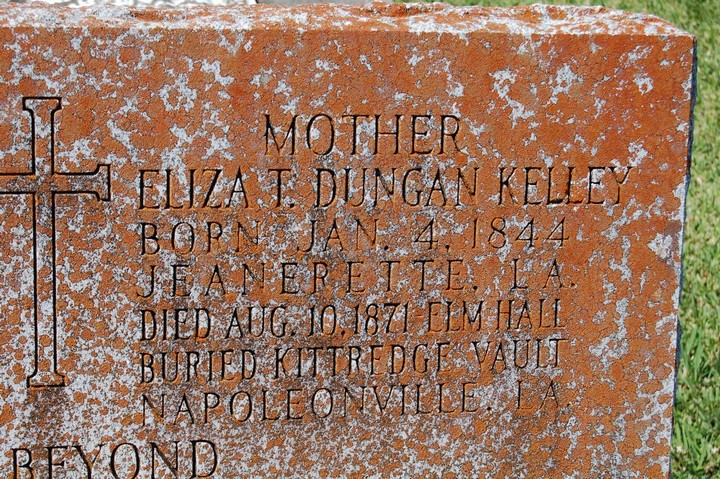 MOTHER
ELIZA T. DUNGAN KELLEY
BORN JAN. 4. 1844
JEANERETTE, LA.
DIED AUG. 10. 1871-ELM HALL
BURIED KITTREDGE VAULT
NAPOLEONVILLE, LA.
BEYOND